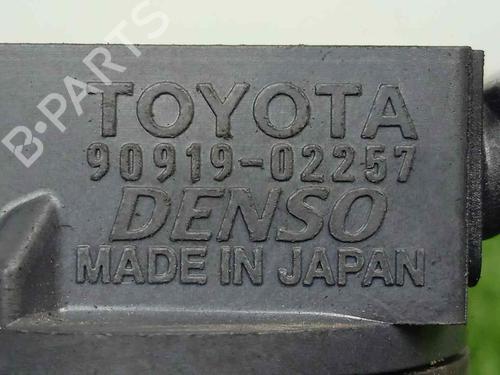 B-PARTS
TOYOTA
90919-02257
DENSO
MADE IN JAPAN